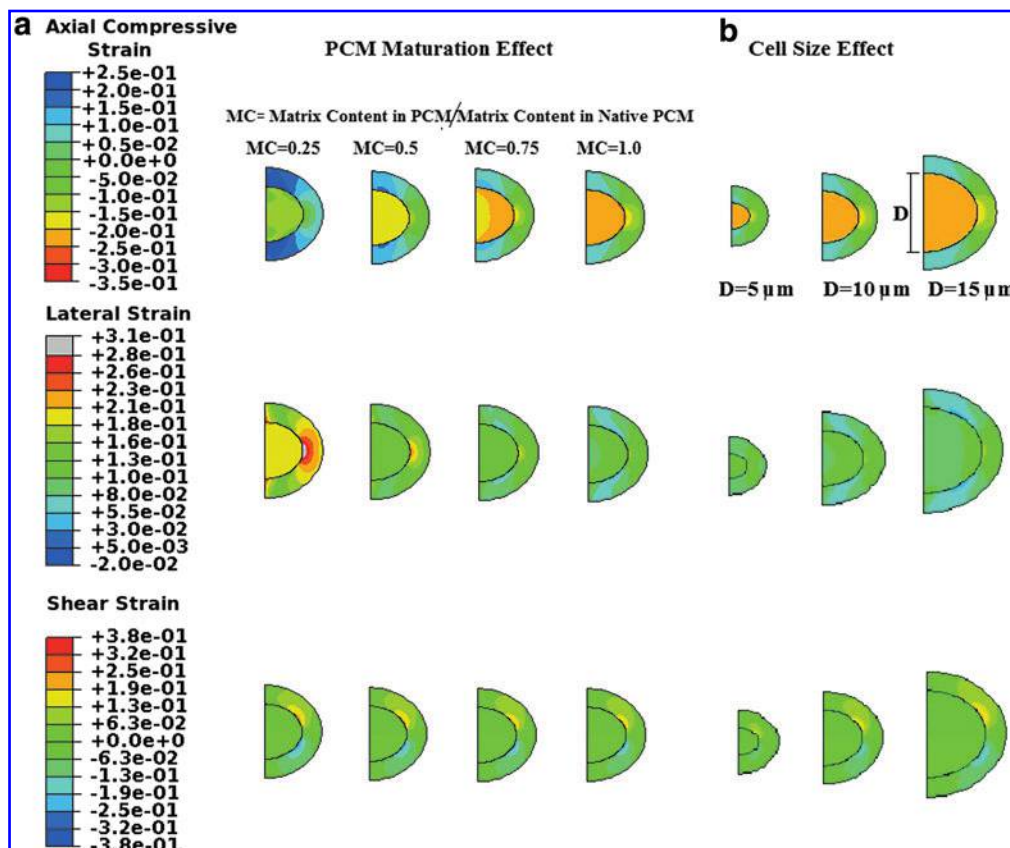 a Axial Compressive
Strain
b
PCM Maturation Effect
Cell Size Effect
+2.5e-01
+2.0e-01
+1.5e-01
+1.0e-01
+0.5e-02
+0.0e+0
-5.0e-02
-1.0e-01
-1.5e-01
-2.0e-01
-2.5e-01
-3.0e-01
-3.5e-01
MC= Matrix Content in PCM/Matrix Content in Native PCM
MC=0.25 MC=0.5 MC=0.75 MC=1.0
D
D=5 µm D=10 µm D=15 µm
Lateral Strain
+3.1e-01
+2.8e-01
+2.6e-01
+2.3e-01
+2.1e-01
+1.8e-01
+1.6e-01
+1.3e-01
+1.0e-01
+8.0e-02
+5.5e-02
+3.0e-02
+5.0e-03
-2.0e-02
Shear Strain
+3.8e-01
+3.2e-01
+2.5e-01
+1.9e-01
+1.3e-01
+6.3e-02
+0.0e+0
-6.3e-02
-1.3e-01
-1.9e-01
-2.5e-01
-3.2e-01
-3.8e-01